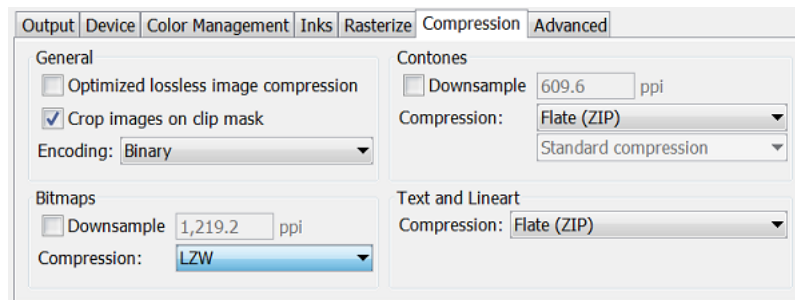 Output Device Color Management Inks Rasterize Compression Advanced
General
Optimized lossless image compression
Crop images on clip mask
Encoding: Binary
Contones
Downsample 609.6 ppi
Compression: Flate (ZIP)
Standard compression
Bitmaps
Downsample 1,219.2 ppi
Compression: LZW
Text and Lineart
Compression: Flate (ZIP)